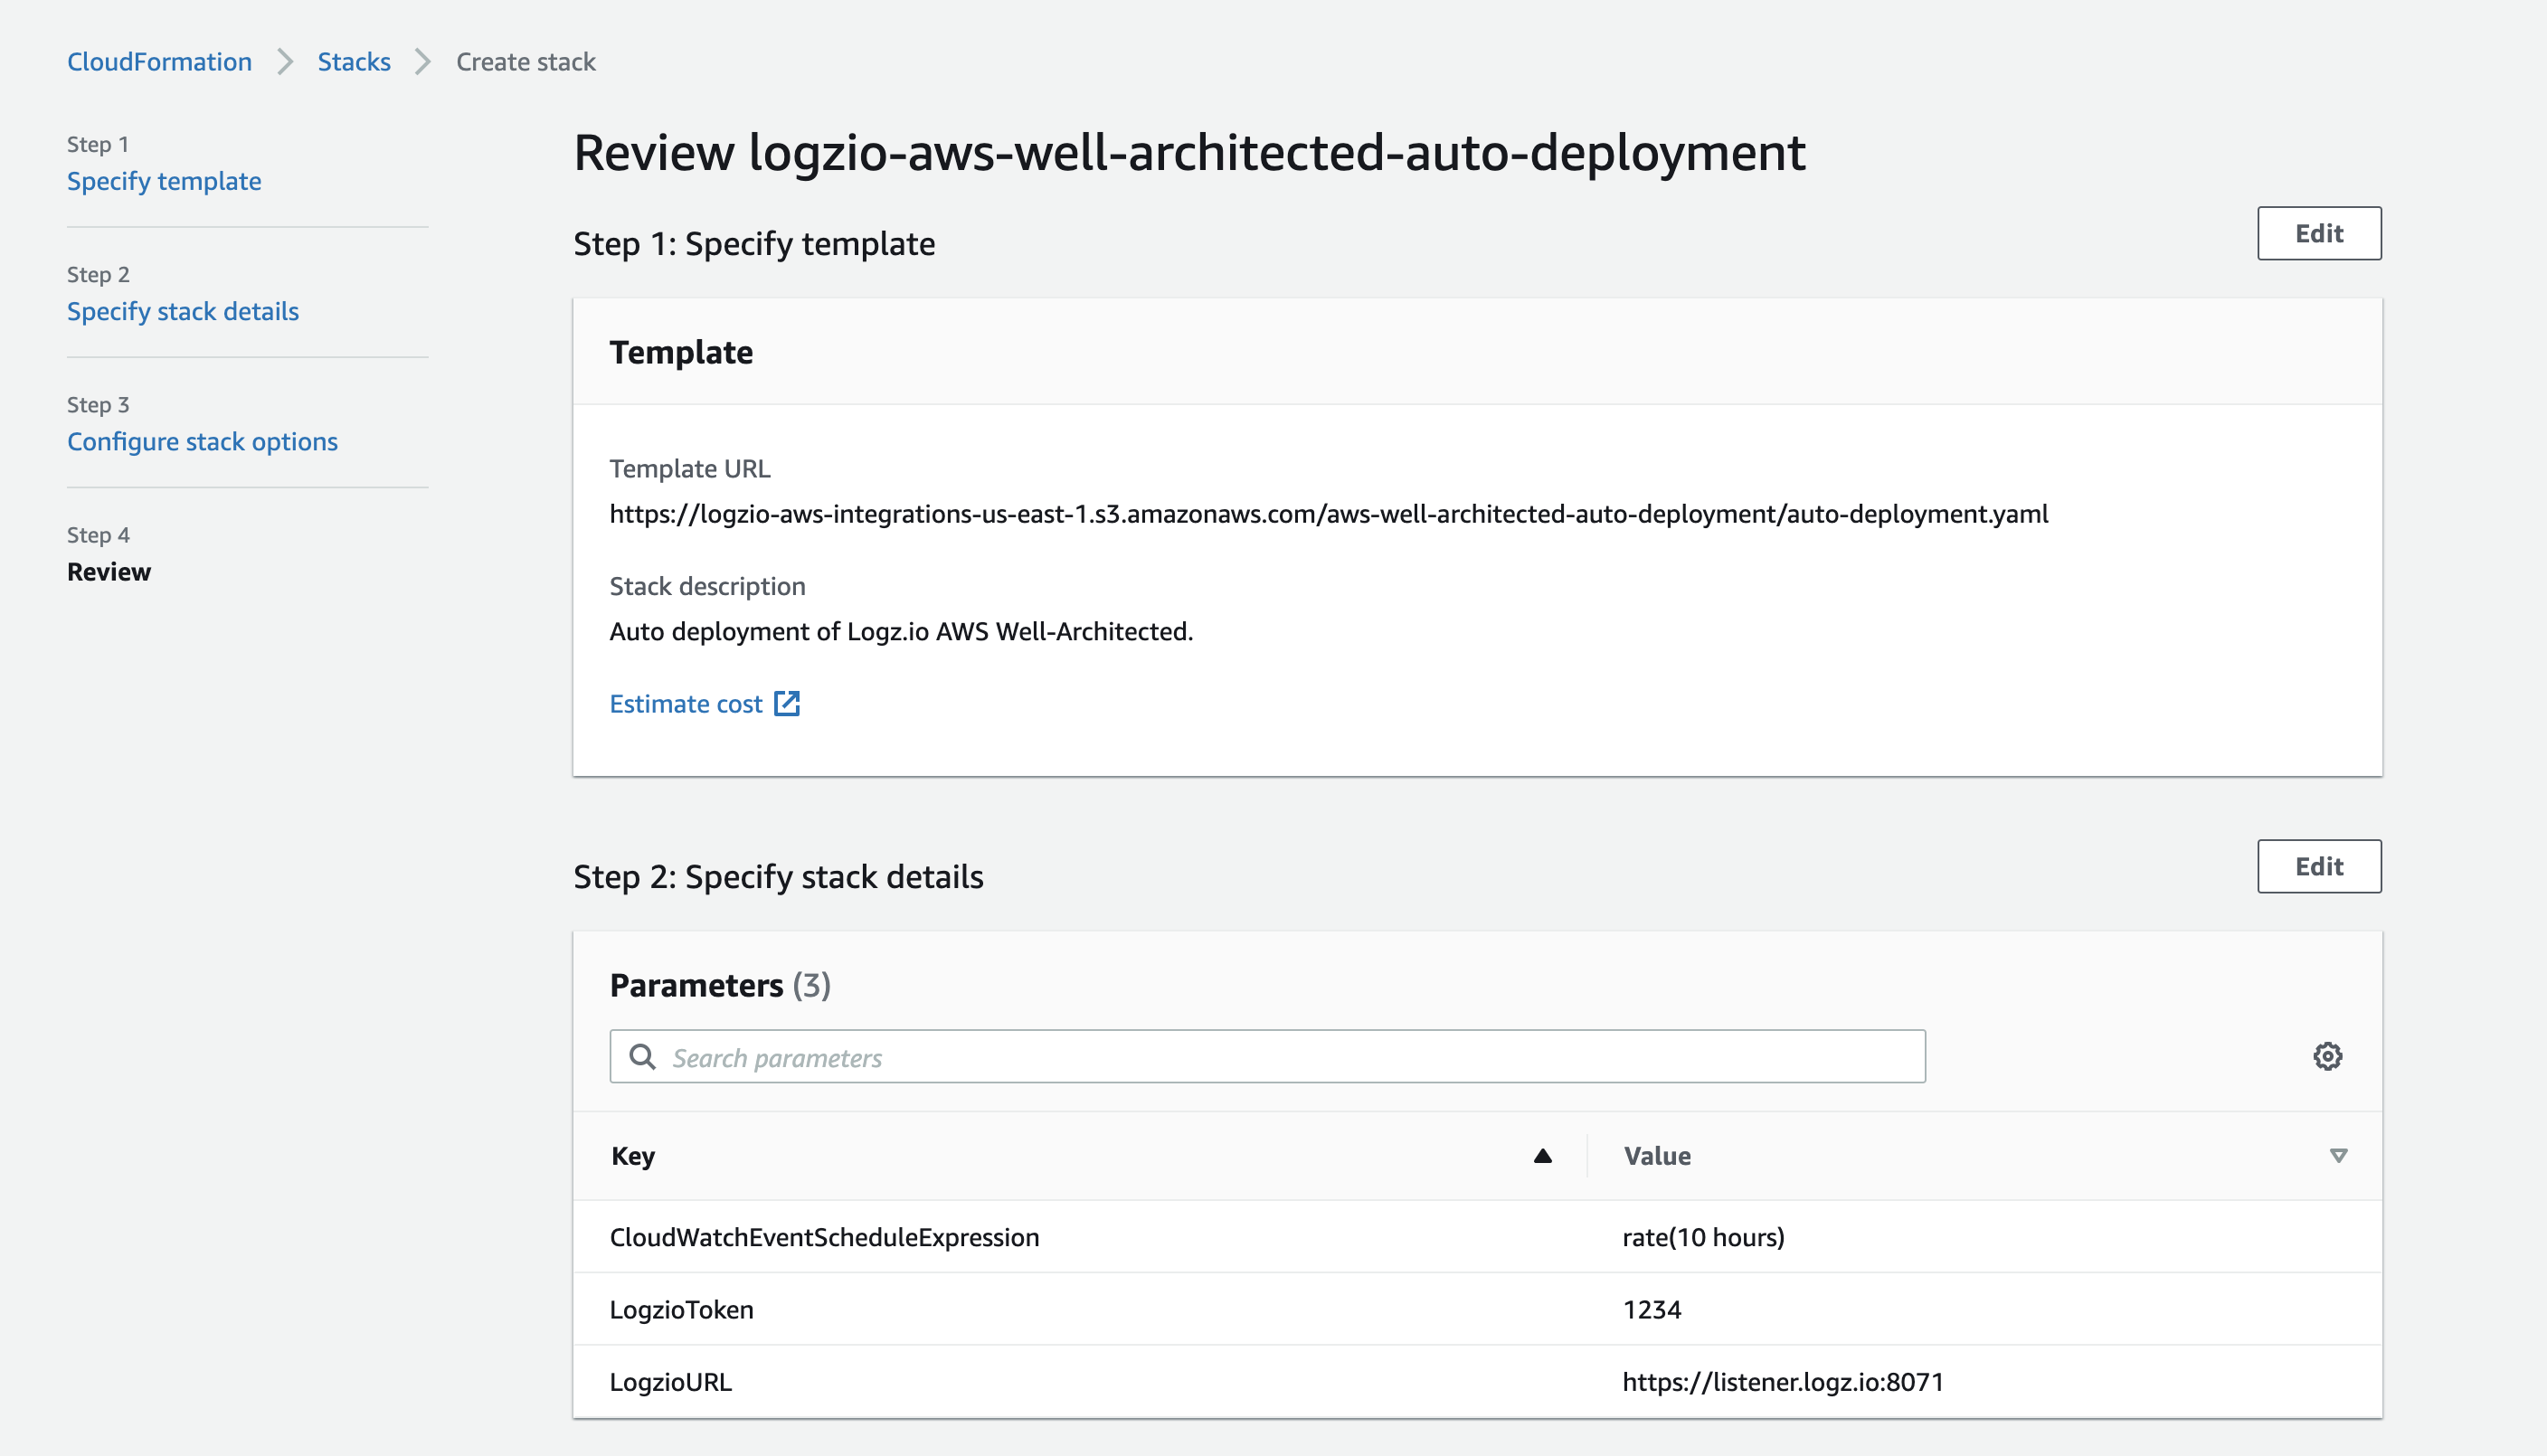 CloudFormation > Stacks > Create stack
Step 1
Specify template
Step 2
Specify stack details
Step 3
Configure stack options
Step 4
Review
Review logzio-aws-well-architected-auto-deployment
Step 1: Specify template
Edit
Template
Template URL
https://logzio-aws-integrations-us-east-1.s3.amazonaws.com/aws-well-architected-auto-deployment/auto-deployment.yaml
Stack description
Auto deployment of Logz.io AWS Well-Architected.
Estimate cost
Step 2: Specify stack details
Edit
Parameters (3)
Search parameters
Key Value
CloudWatchEventScheduleExpression rate(10 hours)
LogzioToken 1234
LogzioURL https://listener.logz.io:8071